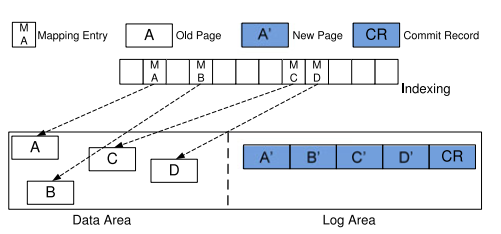 M A Mapping Entry A Old Page A' New Page CR Commit Record
M A M B M C M D
Indexing
A
C
D
B
A' B' C' D' CR
Data Area Log Area